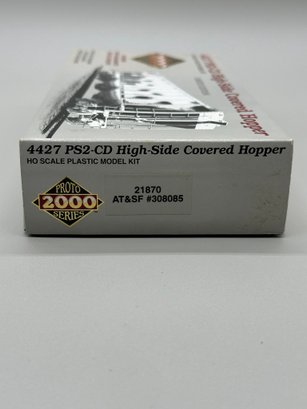 2000
4427 PS2-CD High-Side Covered Hopper
HO SCALE PLASTIC MODEL KIT
PROTO
2000
SERIES
21870
AT&SF #308085